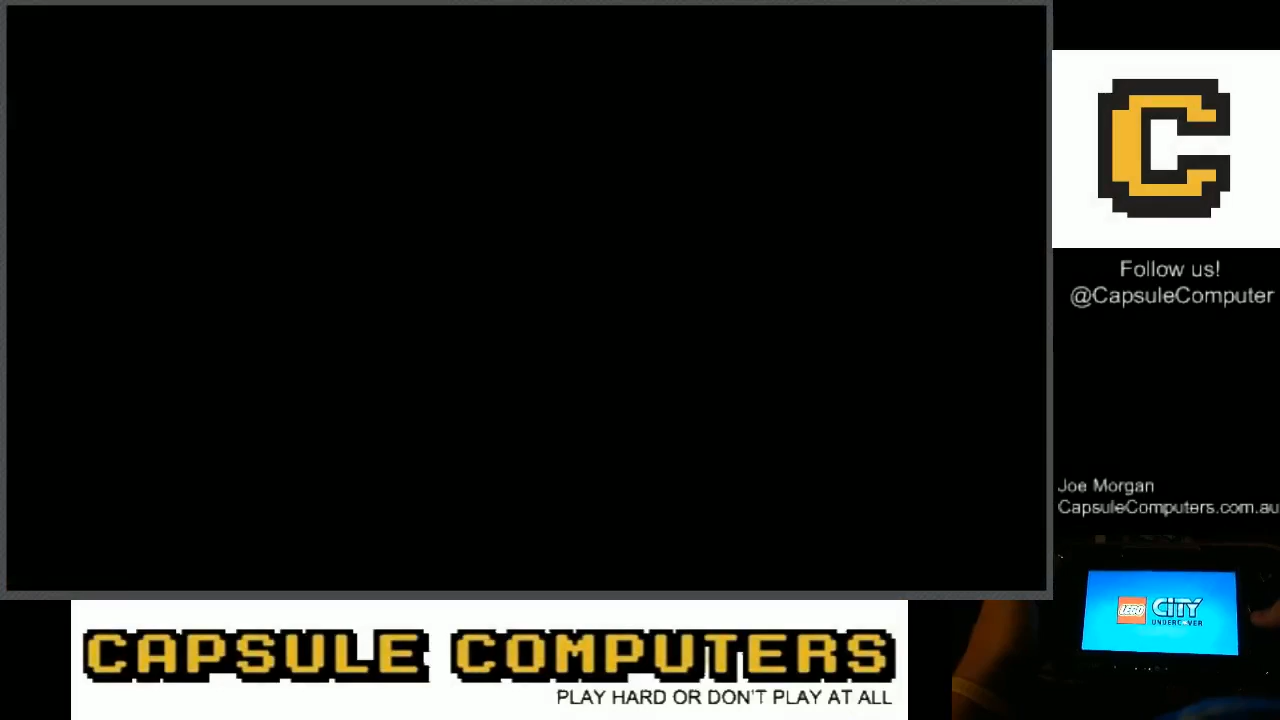 C
Follow us!
@CapsuleComputer
Joe Morgan
CapsuleComputers.com.au
LEGO CITY
UNDERCOVER
CAPSULE COMPUTERS
PLAY HARD OR DON'T PLAY AT ALL